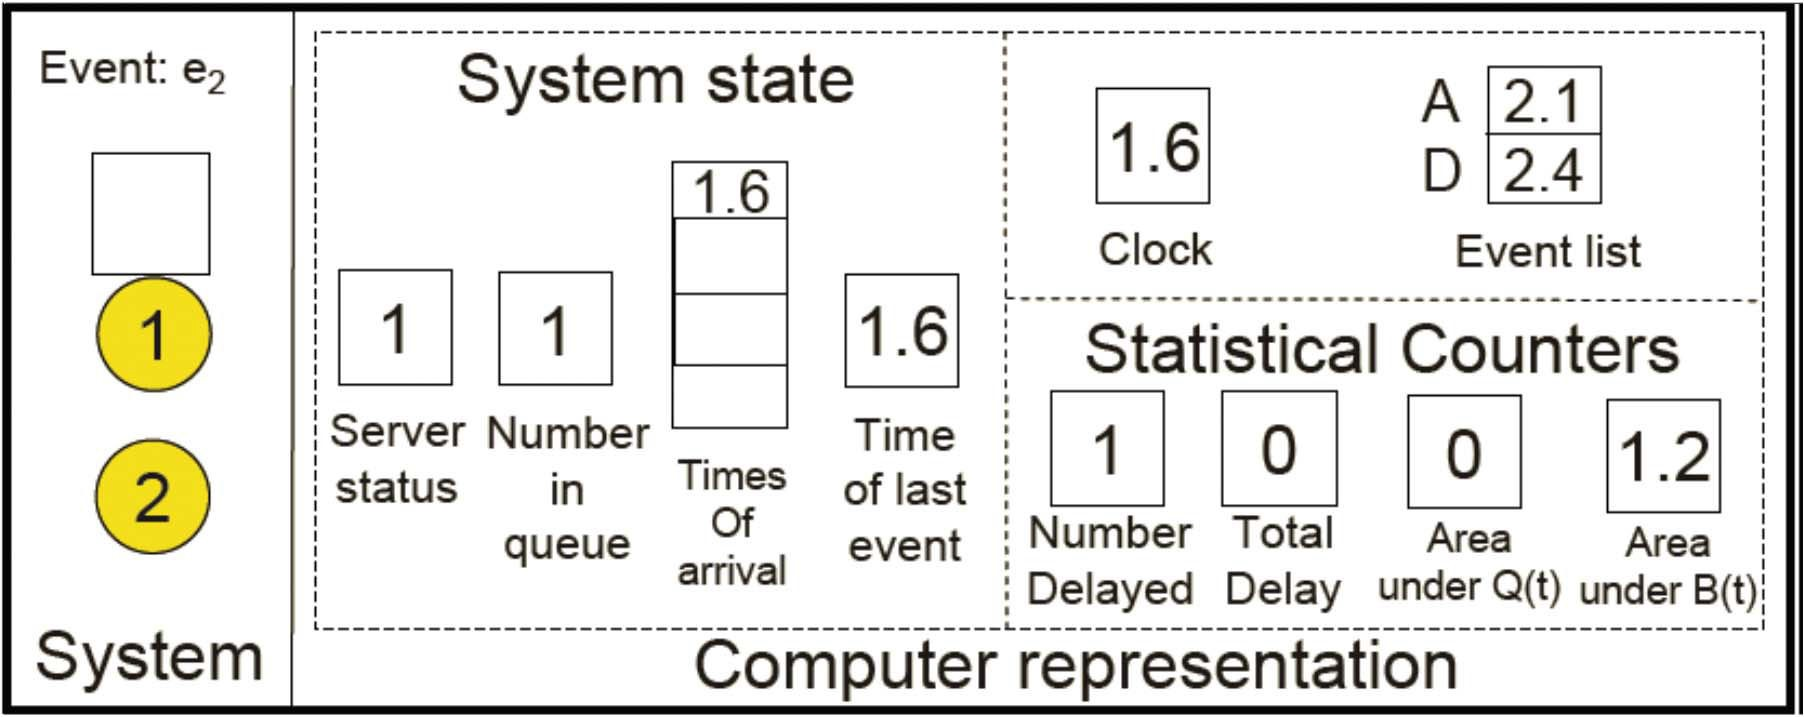 Event: e₂
1
2
System
System state
1
Server
status
1
Number
in
queue
1.6
Times
Of
arrival
1.6
Time
of last
event
1.6
Clock
A 2.1
D 2.4
Event list
Statistical Counters
1
Number
Delayed
0
Total
Delay
0
Area
under Q(t)
1.2
Area
under B(t)
Computer representation